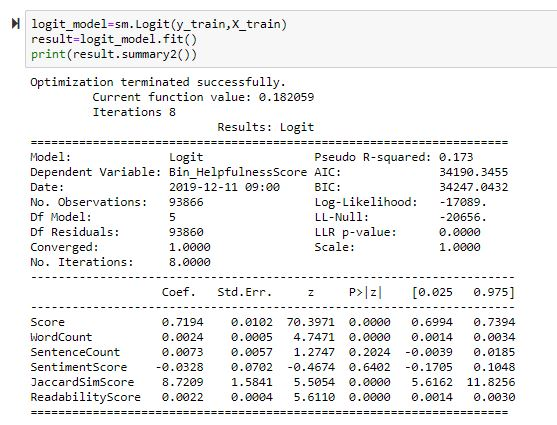 logit_model=sm.Logit(y_train,X_train)
result=logit_model.fit()
print(result.summary2())
Optimization terminated successfully.
         Current function value: 0.182059
         Iterations 8
                           Results: Logit
=======================================================================
Model:              Logit                  Pseudo R-squared: 0.173
Dependent Variable: Bin_HelpfulnessScore AIC:              34190.3455
Date:               2019-12-11 09:00       BIC:              34247.0432
No. Observations:   93866                  Log-Likelihood:   -17089.
Df Model:           5                      LL-Null:          -20656.
Df Residuals:       93860                  LLR p-value:      0.0000
Converged:          1.0000                 Scale:            1.0000
No. Iterations:     8.0000
-----------------------------------------------------------------------
                    Coef.   Std.Err.     z     P>|z|   [0.025   0.975]
-----------------------------------------------------------------------
Score               0.7194    0.0102  70.3971  0.0000   0.6994   0.7394
WordCount           0.0024    0.0005   4.7471  0.0000   0.0014   0.0034
SentenceCount       0.0073    0.0057   1.2747  0.2024  -0.0039   0.0185
SentimentScore     -0.0328    0.0702  -0.4674  0.6402  -0.1705   0.1048
JaccardSimScore     8.7209    1.5841   5.5054  0.0000   5.6162  11.8256
ReadabilityScore    0.0022    0.0004   5.6110  0.0000   0.0014   0.0030
=======================================================================